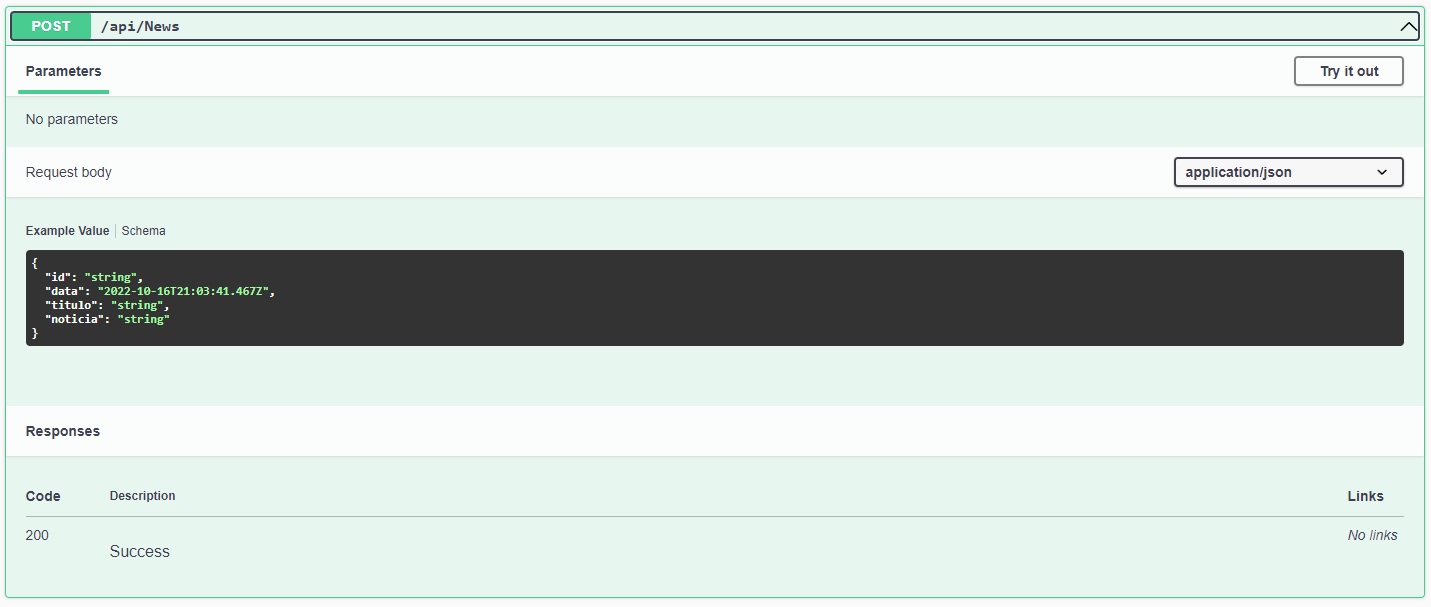 POST /api/News
Parameters Try it out
No parameters
Request body application/json
Example Value Schema
{
"id": "string",
"data": "2022-10-16T21:03:41.467Z",
"titulo": "string",
"noticia": "string"
}
Responses
Code Description Links
200 No links
Success